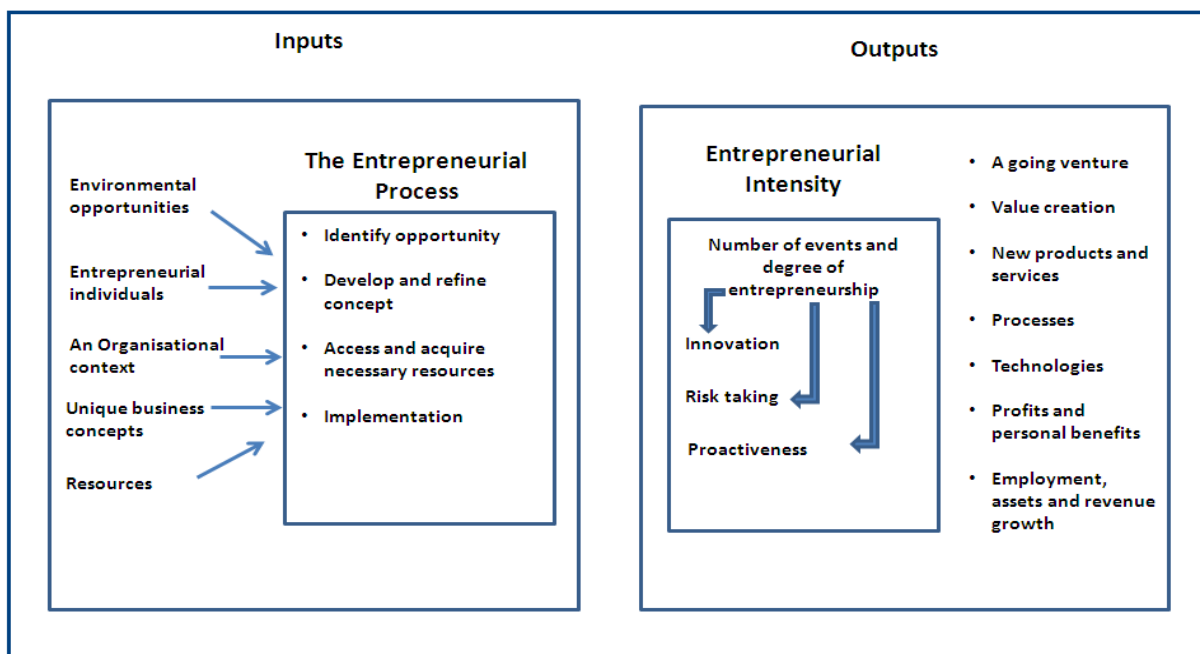 Inputs
Outputs
The Entrepreneurial
Process
Environmental
opportunities
Entrepreneurial
individuals
An Organisational
context
Unique business
concepts
Resources
• Identify opportunity
• Develop and refine
concept
• Access and acquire
necessary resources
• Implementation
Entrepreneurial
Intensity
Number of events and
degree of
entrepreneurship
Innovation
Risk taking
Proactiveness
• A going venture
• Value creation
• New products and
services
• Processes
• Technologies
• Profits and
personal benefits
• Employment,
assets and revenue
growth